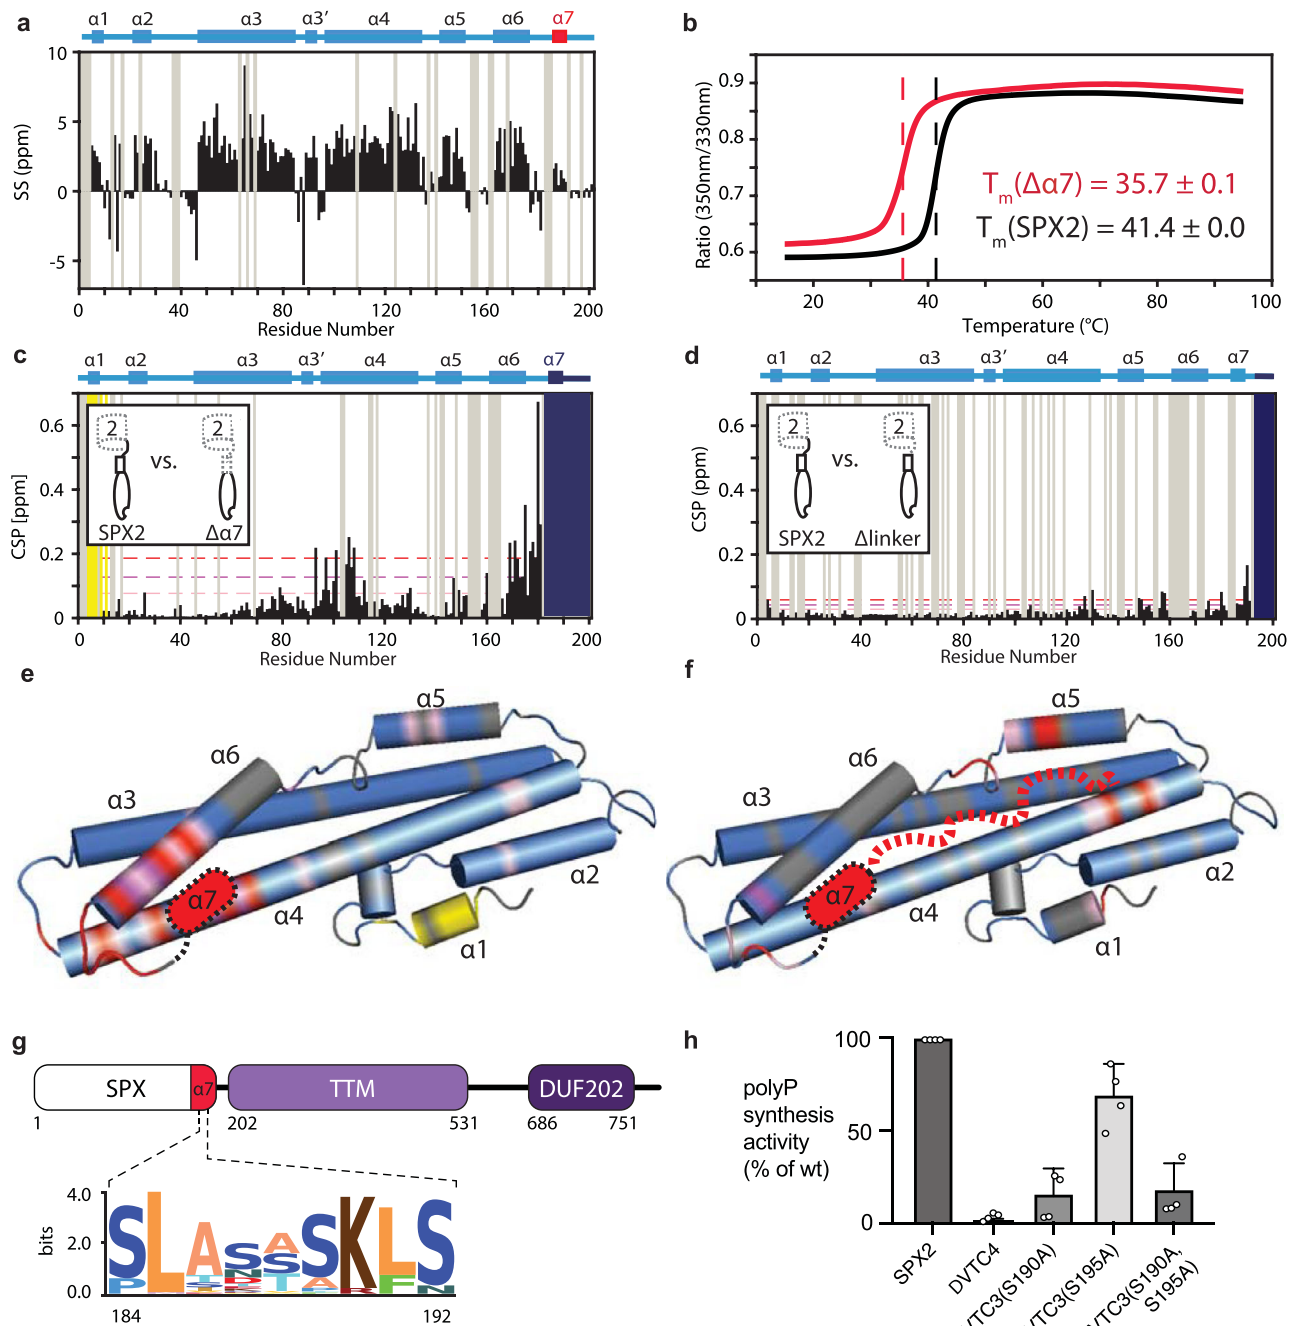 a
α1 α2 α3 α3′ α4 α5 α6 α7
SS (ppm)
10
5
0
-5
0 40 80 120 160 200
Residue Number
b
Ratio (350nm/330nm)
0.9
0.8
0.7
0.6
Tm(Δα7) = 35.7 ± 0.1
Tm(SPX2) = 41.4 ± 0.0
20 40 60 80 100
Temperature (°C)
c
α1 α2 α3 α3′ α4 α5 α6 α7
CSP [ppm]
0.6
0.4
0.2
0
2 vs. 2
SPX2 Δα7
0 40 80 120 160 200
Residue Number
d
α1 α2 α3 α3′ α4 α5 α6 α7
CSP (ppm)
0.6
0.4
0.2
0
2 vs. 2
SPX2 Δlinker
0 40 80 120 160 200
Residue Number
e
α5
α6
α3
α2
α7
α4
α1
f
α5
α6
α3
α2
α7
α4
α1
g
SPX α7 TTM DUF202
1 202 531 686 751
bits
4.0
2.0
0.0
SLASASKLS
184 192
h
polyP
synthesis
activity
(% of wt)
100
50
0
SPX2
DVTC4
VTC3(S190A)
VTC3(S195A)
VTC3(S190A,
S195A)